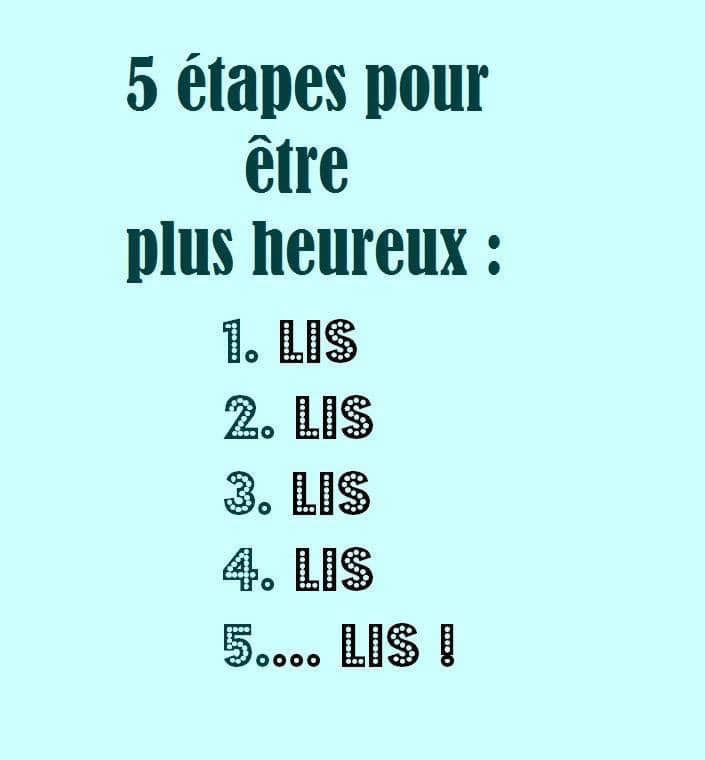 5 étapes pour
être
plus heureux :
1. LIS
2. LIS
3. LIS
4. LIS
5.... LIS !